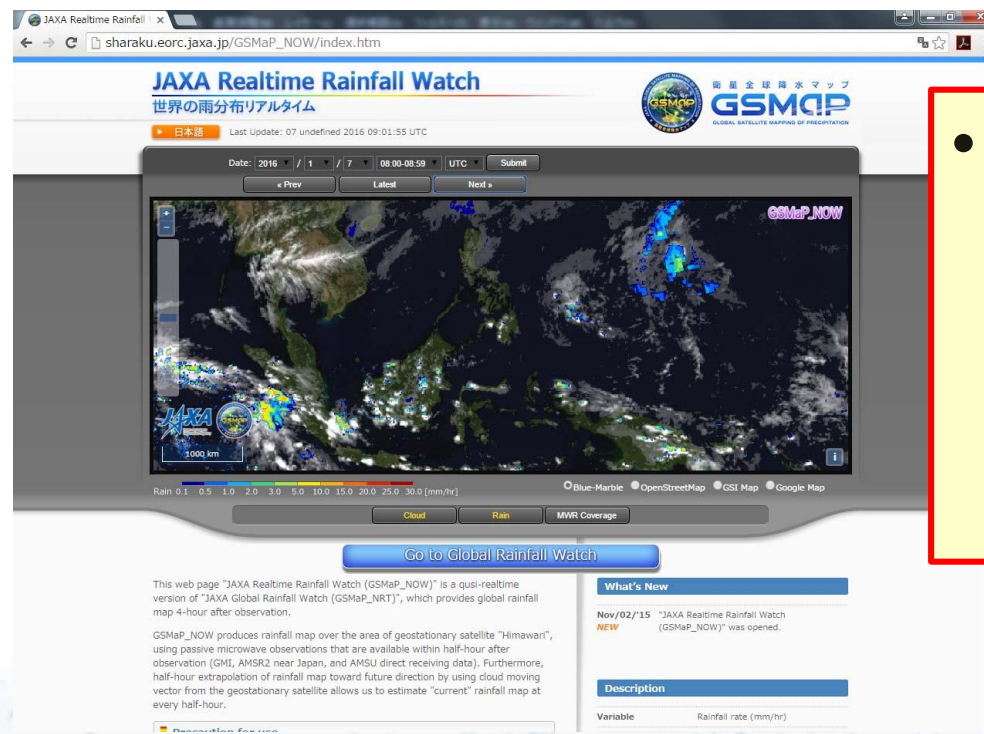 JAXA Realtime Rainfall
sharaku.eorc.jaxa.jp/GSMaP_NOW/index.htm
JAXA Realtime Rainfall Watch
世界の雨分布リアルタイム
日本語 Last Update: 07 undefined 2016 09:01:55 UTC
GSMaP
衛星全球降水マップ
GSMaP
GLOBAL SATELLITE MAPPING OF PRECIPITATION
Date: 2016 / 1 / 7 08:00-08:59 UTC Submit
« Prev Latest Next »
GSMaP_NOW
JAXA
1000 km
Rain 0.1 0.5 1.0 2.0 3.0 5.0 10.0 15.0 20.0 25.0 30.0 [mm/hr]
Blue-Marble OpenStreetMap GSI Map Google Map
Cloud Rain MWR Coverage
Go to Global Rainfall Watch
This web page "JAXA Realtime Rainfall Watch (GSMaP_NOW)" is a qusi-realtime
version of "JAXA Global Rainfall Watch (GSMaP_NRT)", which provides global rainfall
map 4-hour after observation.
GSMaP_NOW produces rainfall map over the area of geostationary satellite "Himawari",
using passive microwave observations that are available within half-hour after
observation (GMI, AMSR2 near Japan, and AMSU direct receiving data). Furthermore,
half-hour extrapolation of rainfall map toward future direction by using cloud moving
vector from the geostationary satellite allows us to estimate "current" rainfall map at
every half-hour.
Precaution for use
What's New
Nov/02/'15 "JAXA Realtime Rainfall Watch
NEW (GSMaP_NOW)" was opened.
Description
Variable Rainfall rate (mm/hr)